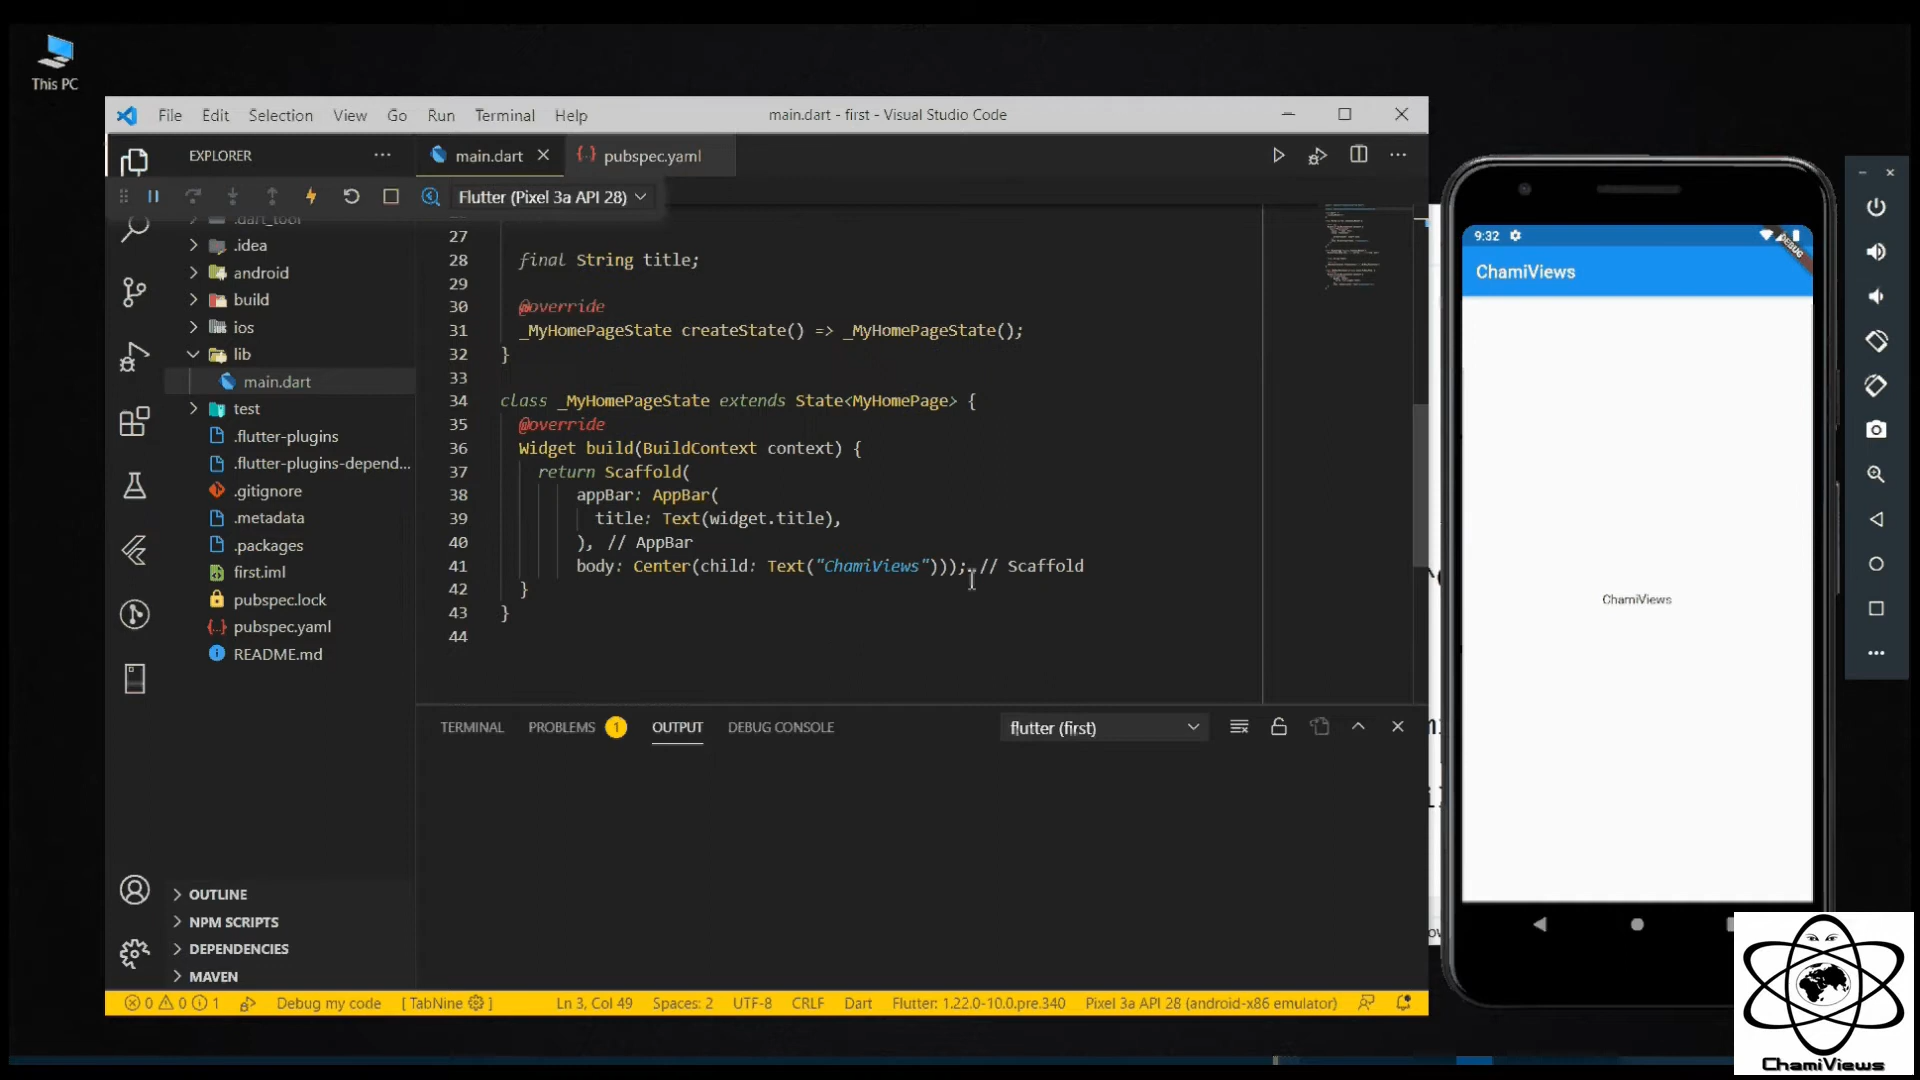 This PC
File Edit Selection View Go Run Terminal Help
main.dart - first - Visual Studio Code
EXPLORER
main.dart
pubspec.yaml
Flutter (Pixel 3a API 28)
.dart_tool
.idea
android
build
ios
lib
main.dart
test
.flutter-plugins
.flutter-plugins-depend...
.gitignore
.metadata
.packages
first.iml
pubspec.lock
pubspec.yaml
README.md
OUTLINE
NPM SCRIPTS
DEPENDENCIES
MAVEN
27
28 final String title;
29
30 @override
31 _MyHomePageState createState() => _MyHomePageState();
32 }
33
34 class _MyHomePageState extends State<MyHomePage> {
35 @override
36 Widget build(BuildContext context) {
37 return Scaffold(
38 appBar: AppBar(
39 title: Text(widget.title),
40 ), // AppBar
41 body: Center(child: Text("ChamiViews"))); // Scaffold
42 }
43 }
44
TERMINAL PROBLEMS 1 OUTPUT DEBUG CONSOLE
flutter (first)
0 0 1 Debug my code [ TabNine ] Ln 3, Col 49 Spaces: 2 UTF-8 CRLF Dart Flutter: 1.22.0-10.0.pre.340 Pixel 3a API 28 (android-x86 emulator)
9:32
DEBUG
ChamiViews
ChamiViews
ChamiViews